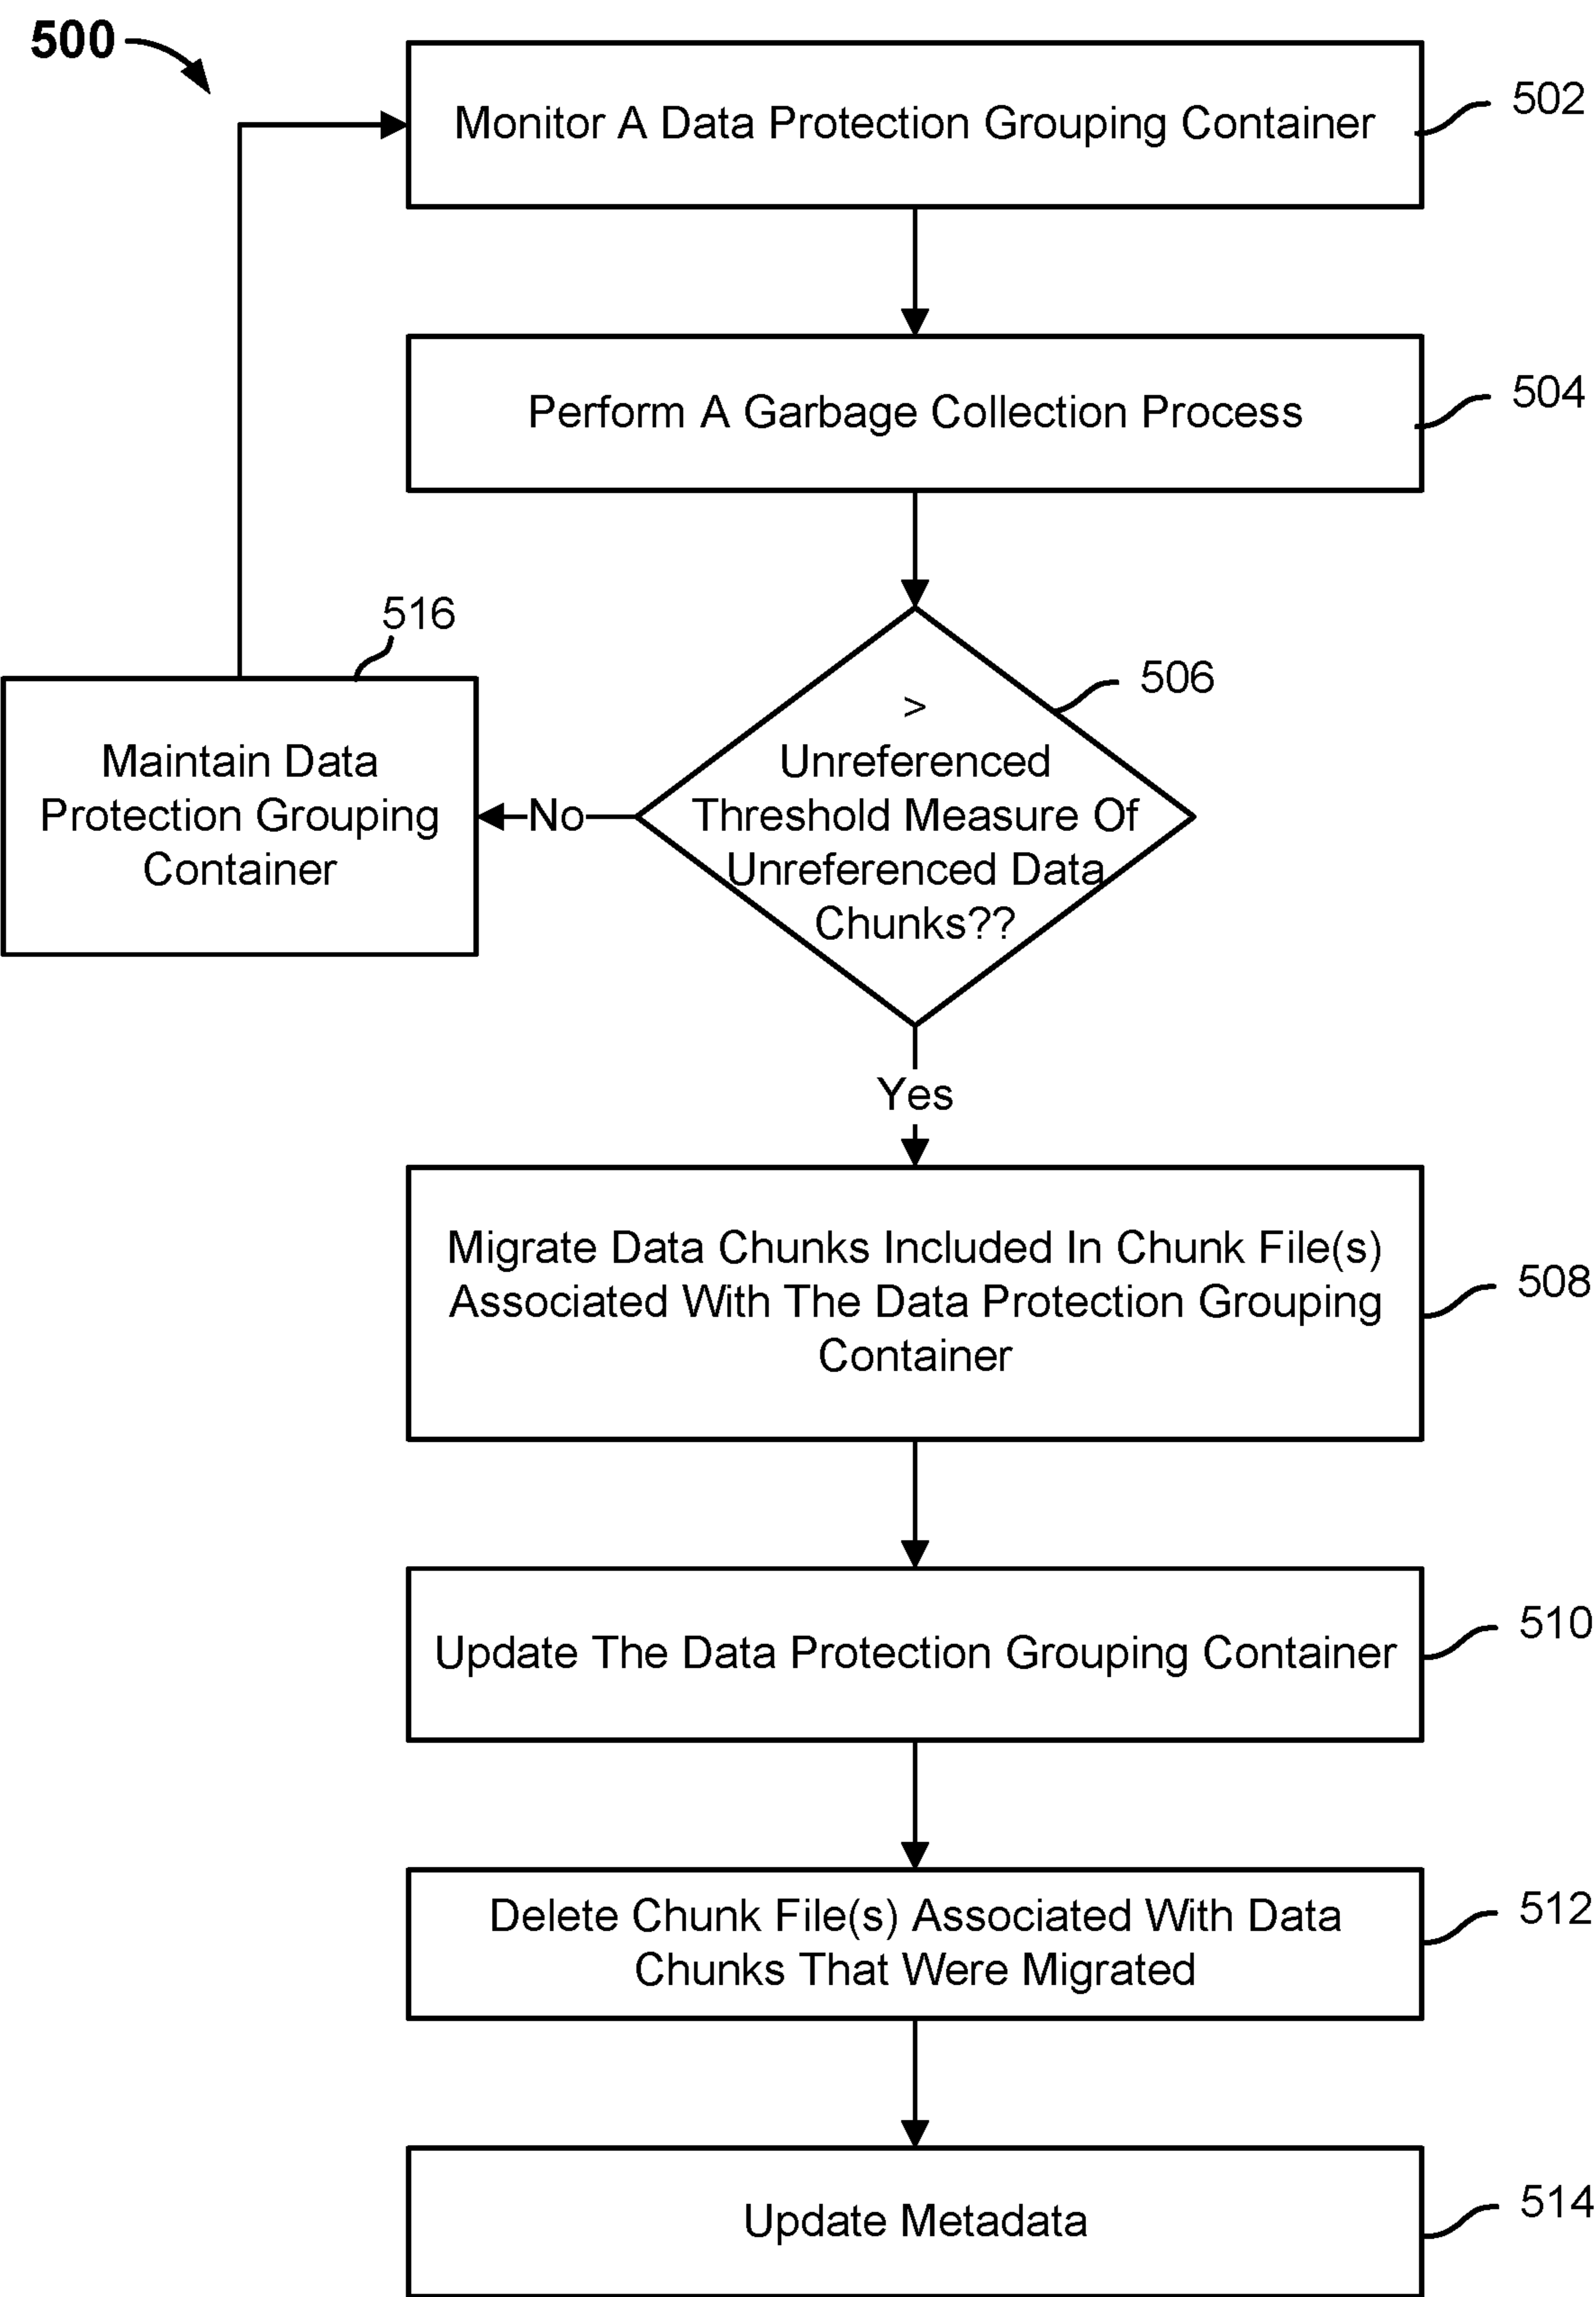 500
Monitor A Data Protection Grouping Container
502
Perform A Garbage Collection Process
504
516
506
>
Unreferenced
Threshold Measure Of
Unreferenced Data
Chunks??
No
Maintain Data
Protection Grouping
Container
Yes
Migrate Data Chunks Included In Chunk File(s)
Associated With The Data Protection Grouping
Container
508
Update The Data Protection Grouping Container
510
Delete Chunk File(s) Associated With Data
Chunks That Were Migrated
512
Update Metadata
514